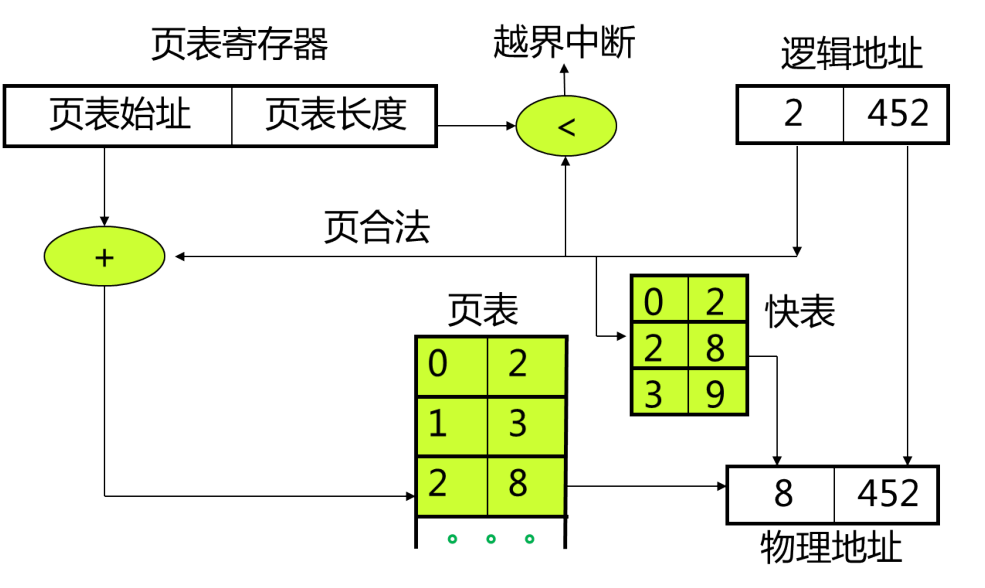 页表寄存器
越界中断
逻辑地址
页表始址 页表长度
<
2 452
页合法
+
页表
快表
0 2
2 8
3 9
0 2
1 3
2 8
8 452
物理地址